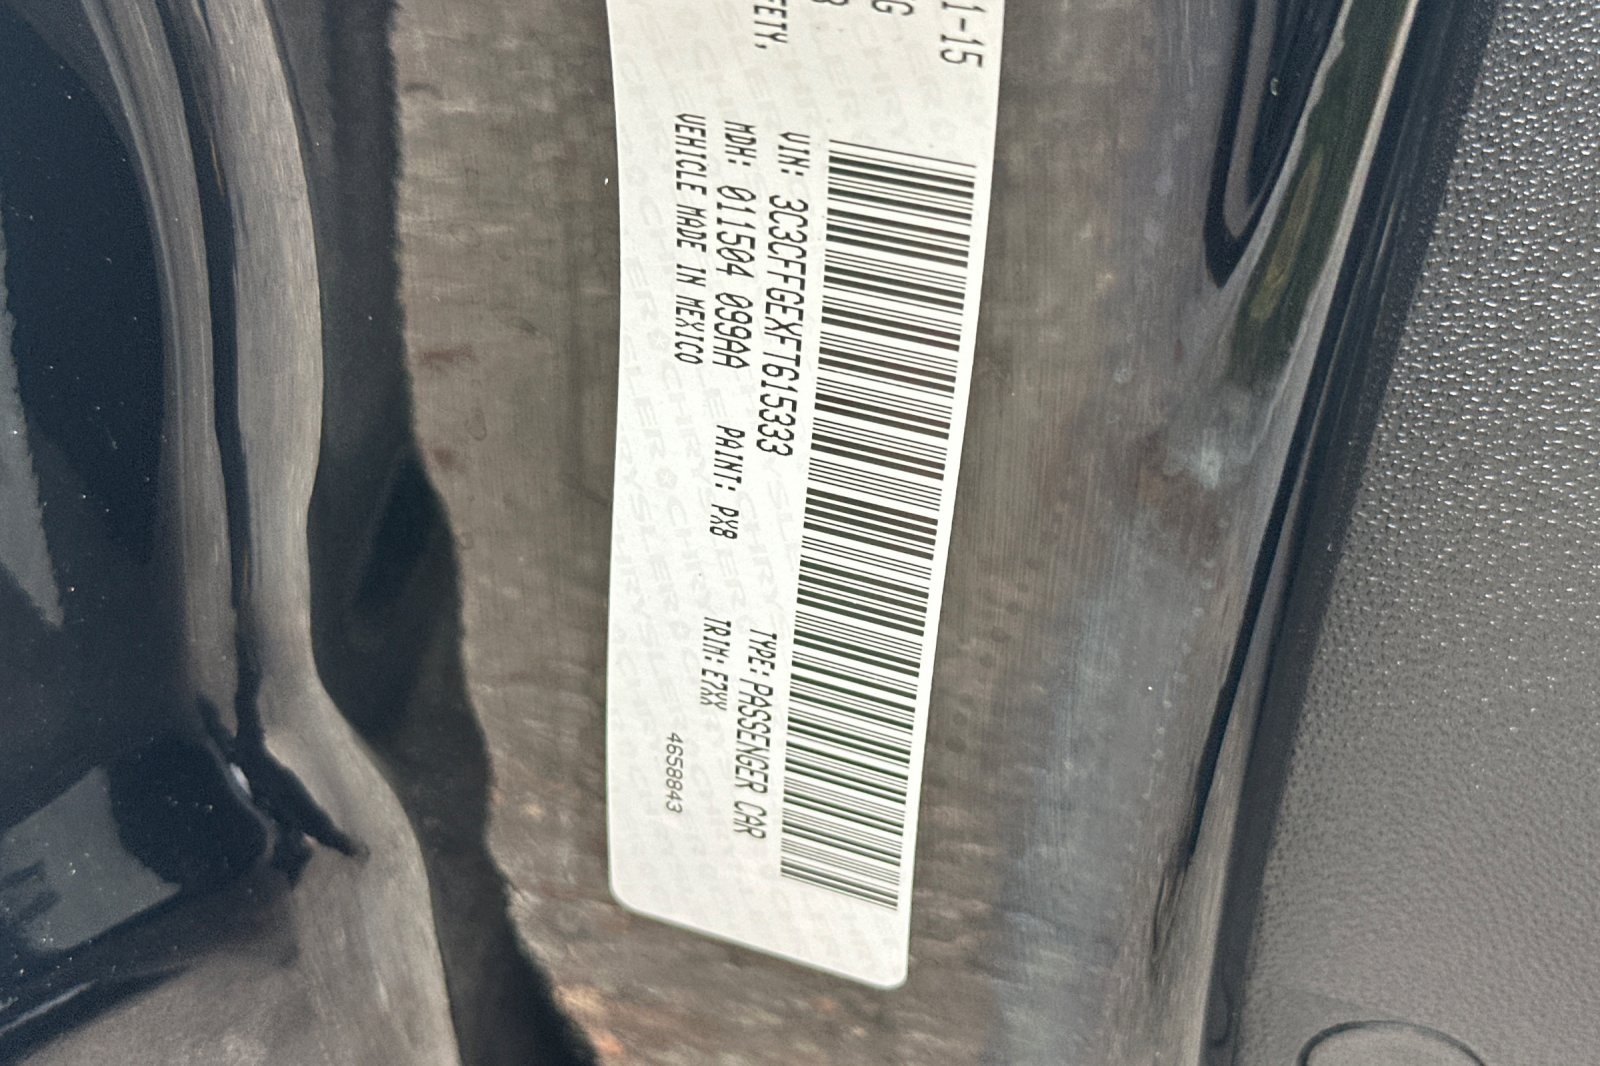 1-15
G
FETY,
VIN: 3C3CFFGEXFT615333
TYPE: PASSENGER CAR
MDH: 011504 099AA PAINT: PX8 TRIM: E7XX
VEHICLE MADE IN MEXICO
4658843